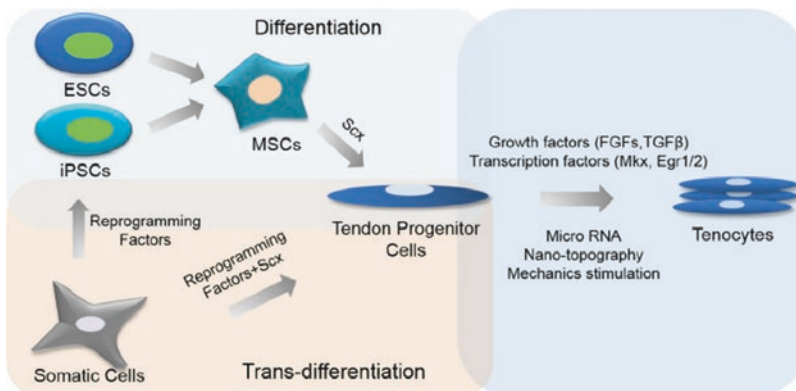 Differentiation
ESCs
iPSCs
MSCs
Scx
Reprogramming
Factors
Tendon Progenitor
Cells
Reprogramming
Factors+Scx
Somatic Cells
Trans-differentiation
Growth factors (FGFs,TGFβ)
Transcription factors (Mkx, Egr1/2)
Micro RNA
Nano-topography
Mechanics stimulation
Tenocytes